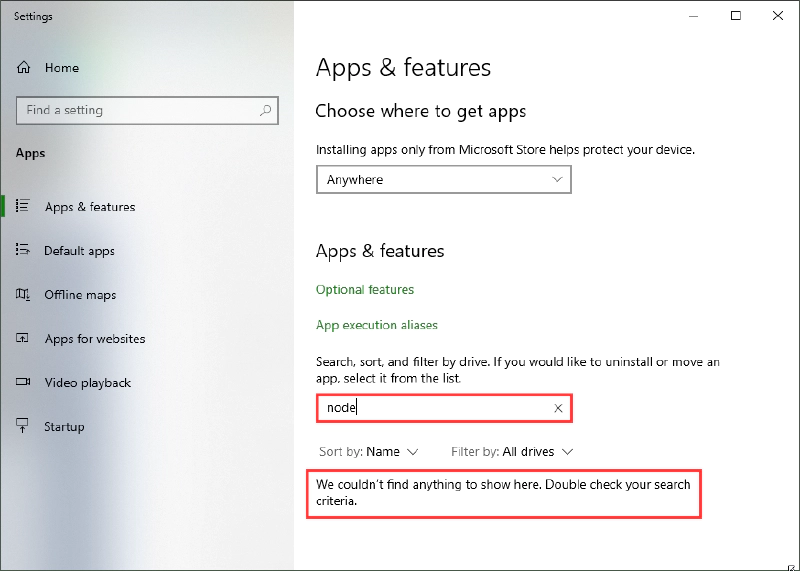 Settings
Home
Find a setting
Apps
Apps & features
Default apps
Offline maps
Apps for websites
Video playback
Startup
Apps & features
Choose where to get apps
Installing apps only from Microsoft Store helps protect your device.
Anywhere
Apps & features
Optional features
App execution aliases
Search, sort, and filter by drive. If you would like to uninstall or move an
app, select it from the list.
node
Sort by: Name Filter by: All drives
We couldn't find anything to show here. Double check your search
criteria.